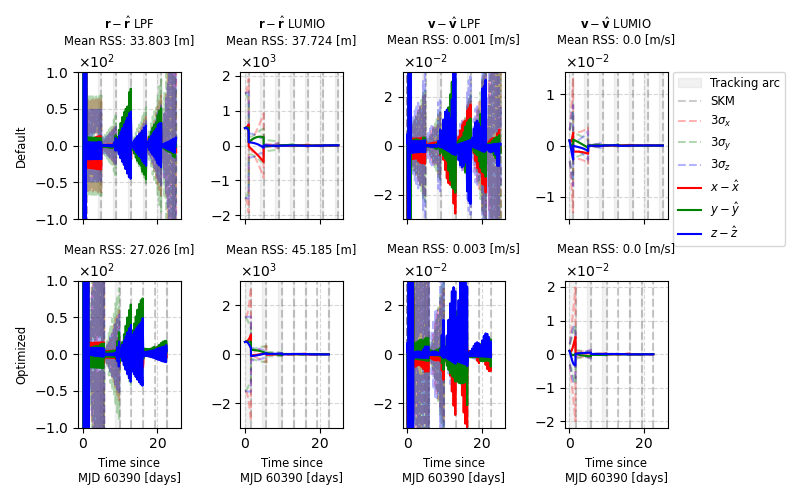 r − r̂ LPF
Mean RSS: 33.803 [m]
r − r̂ LUMIO
Mean RSS: 37.724 [m]
v − v̂ LPF
Mean RSS: 0.001 [m/s]
v − v̂ LUMIO
Mean RSS: 0.0 [m/s]
×10²
×10³
×10⁻²
×10⁻²
Default
1.0
0.5
0.0
−0.5
−1.0
2
1
0
−1
−2
2
0
−2
1
0
−1
Tracking arc
SKM
3σₓ
3σ_y
3σ_z
x − x̂
y − ŷ
z − ẑ
Mean RSS: 27.026 [m]
Mean RSS: 45.185 [m]
Mean RSS: 0.003 [m/s]
Mean RSS: 0.0 [m/s]
×10²
×10³
×10⁻²
×10⁻²
Optimized
1.0
0.5
0.0
−0.5
−1.0
2
0
−2
2
0
−2
2
1
0
−1
−2
0 20
0 20
0 20
0 20
Time since
MJD 60390 [days]
Time since
MJD 60390 [days]
Time since
MJD 60390 [days]
Time since
MJD 60390 [days]